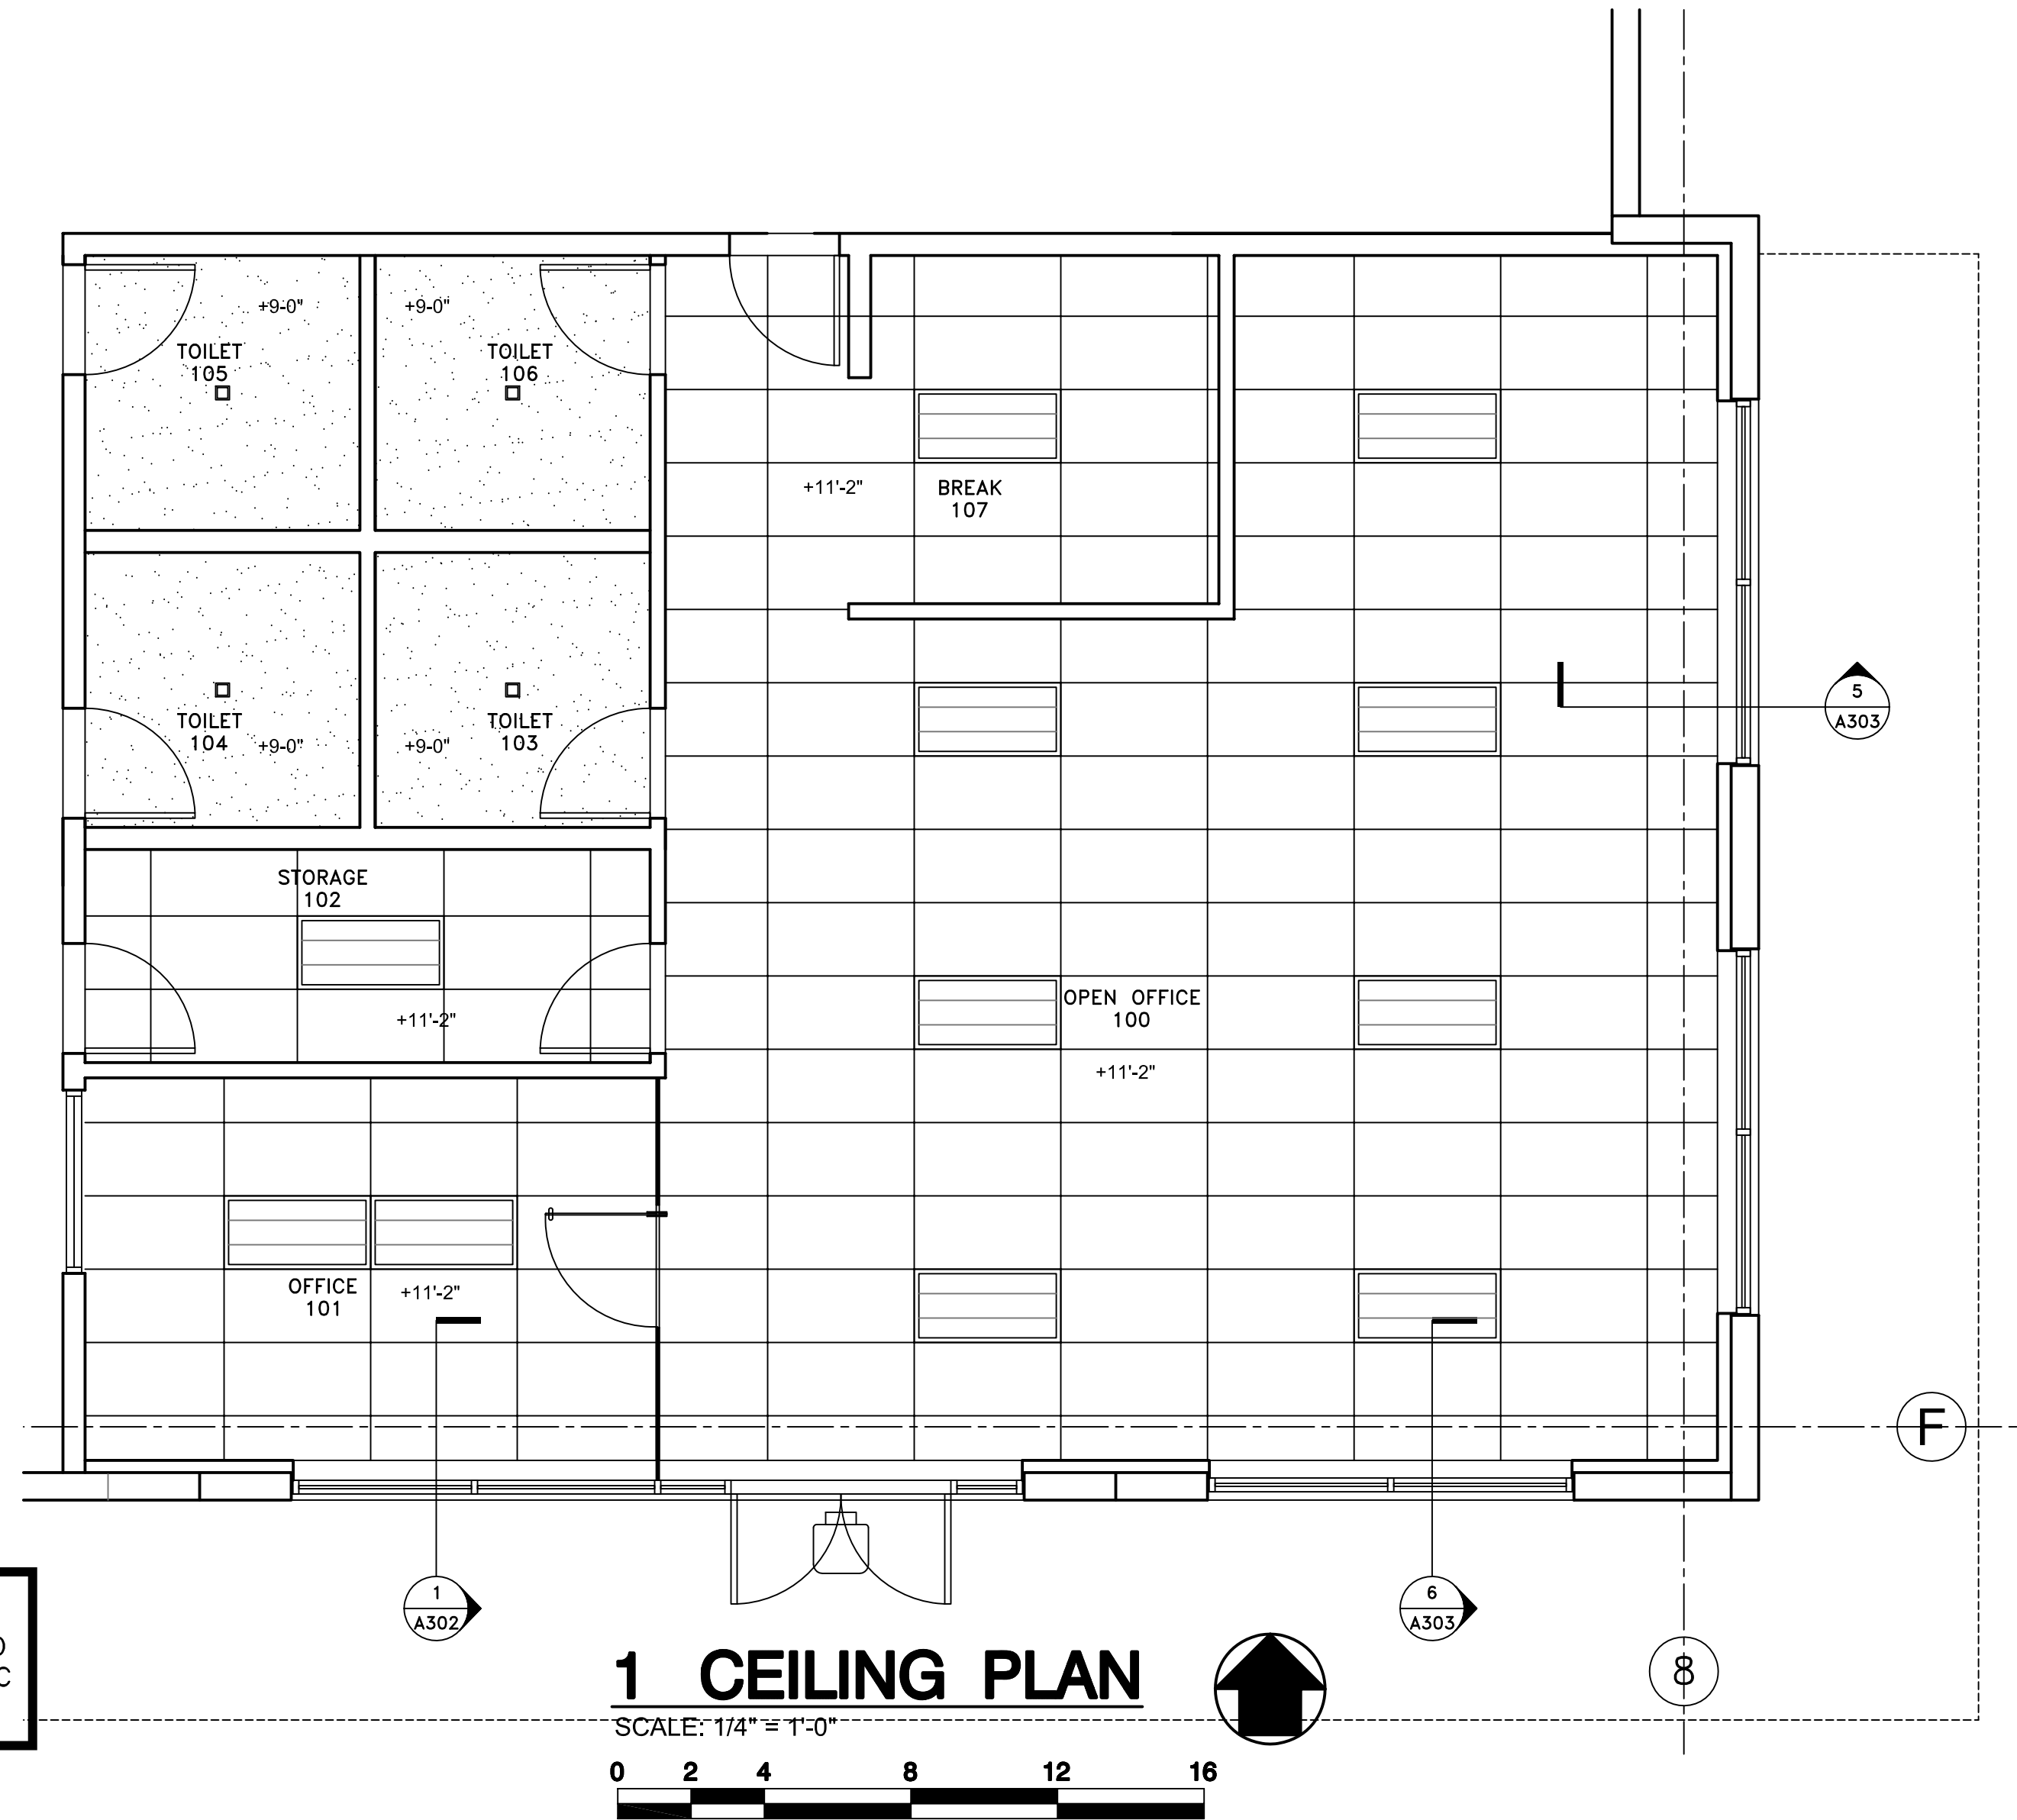 +9-0"
+9-0"
TOILET
105
TOILET
106
+11'-2"
BREAK
107
TOILET
104
+9-0"
+9-0"
TOILET
103
5
A303
STORAGE
102
+11'-2"
OPEN OFFICE
100
+11'-2"
OFFICE
101
+11'-2"
F
1
A302
6
A303
C
8
1 CEILING PLAN
SCALE: 1/4" = 1'-0"
0 2 4 8 12 16